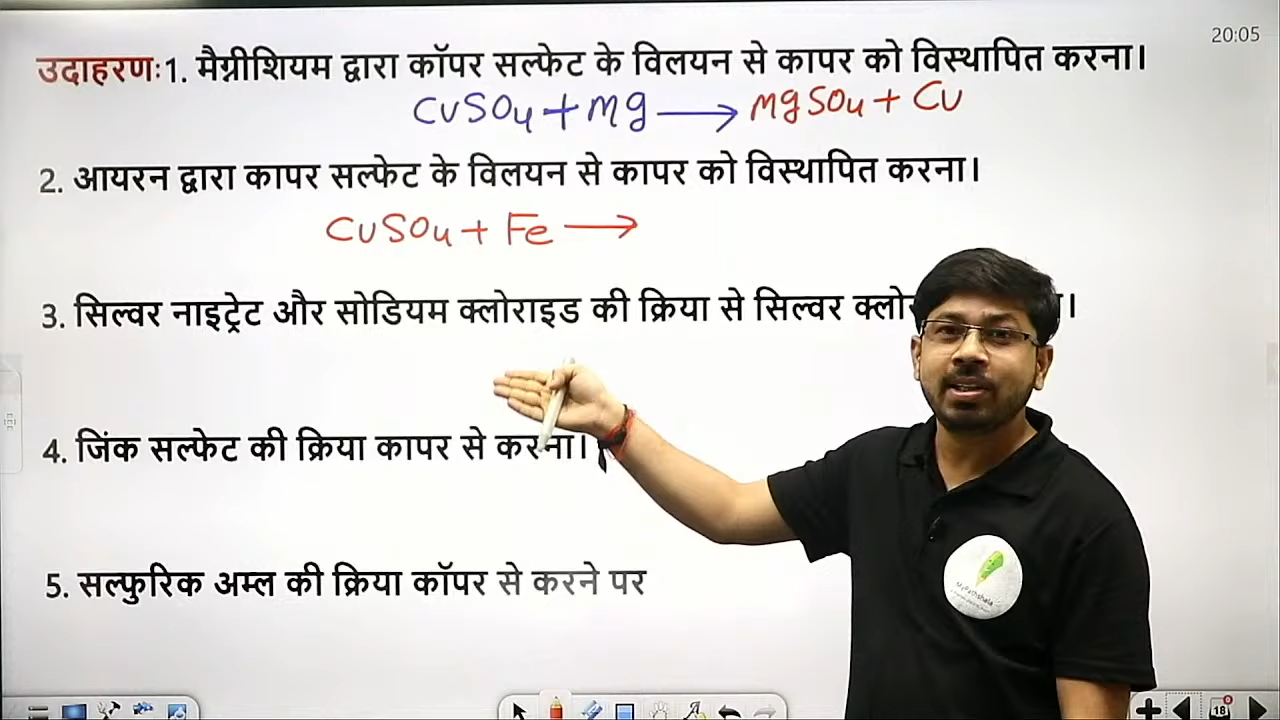 20:05
उदाहरणः1. मैग्नीशियम द्वारा कॉपर सल्फेट के विलयन से कापर को विस्थापित करना।
CuSO4 + Mg → MgSO4 + Cu
2. आयरन द्वारा कापर सल्फेट के विलयन से कापर को विस्थापित करना।
CuSO4 + Fe →
3. सिल्वर नाइट्रेट और सोडियम क्लोराइड की क्रिया से सिल्वर
4. जिंक सल्फेट की क्रिया कापर से करना।
5. सल्फुरिक अम्ल की क्रिया कॉपर से करने पर
MyPathshala
18